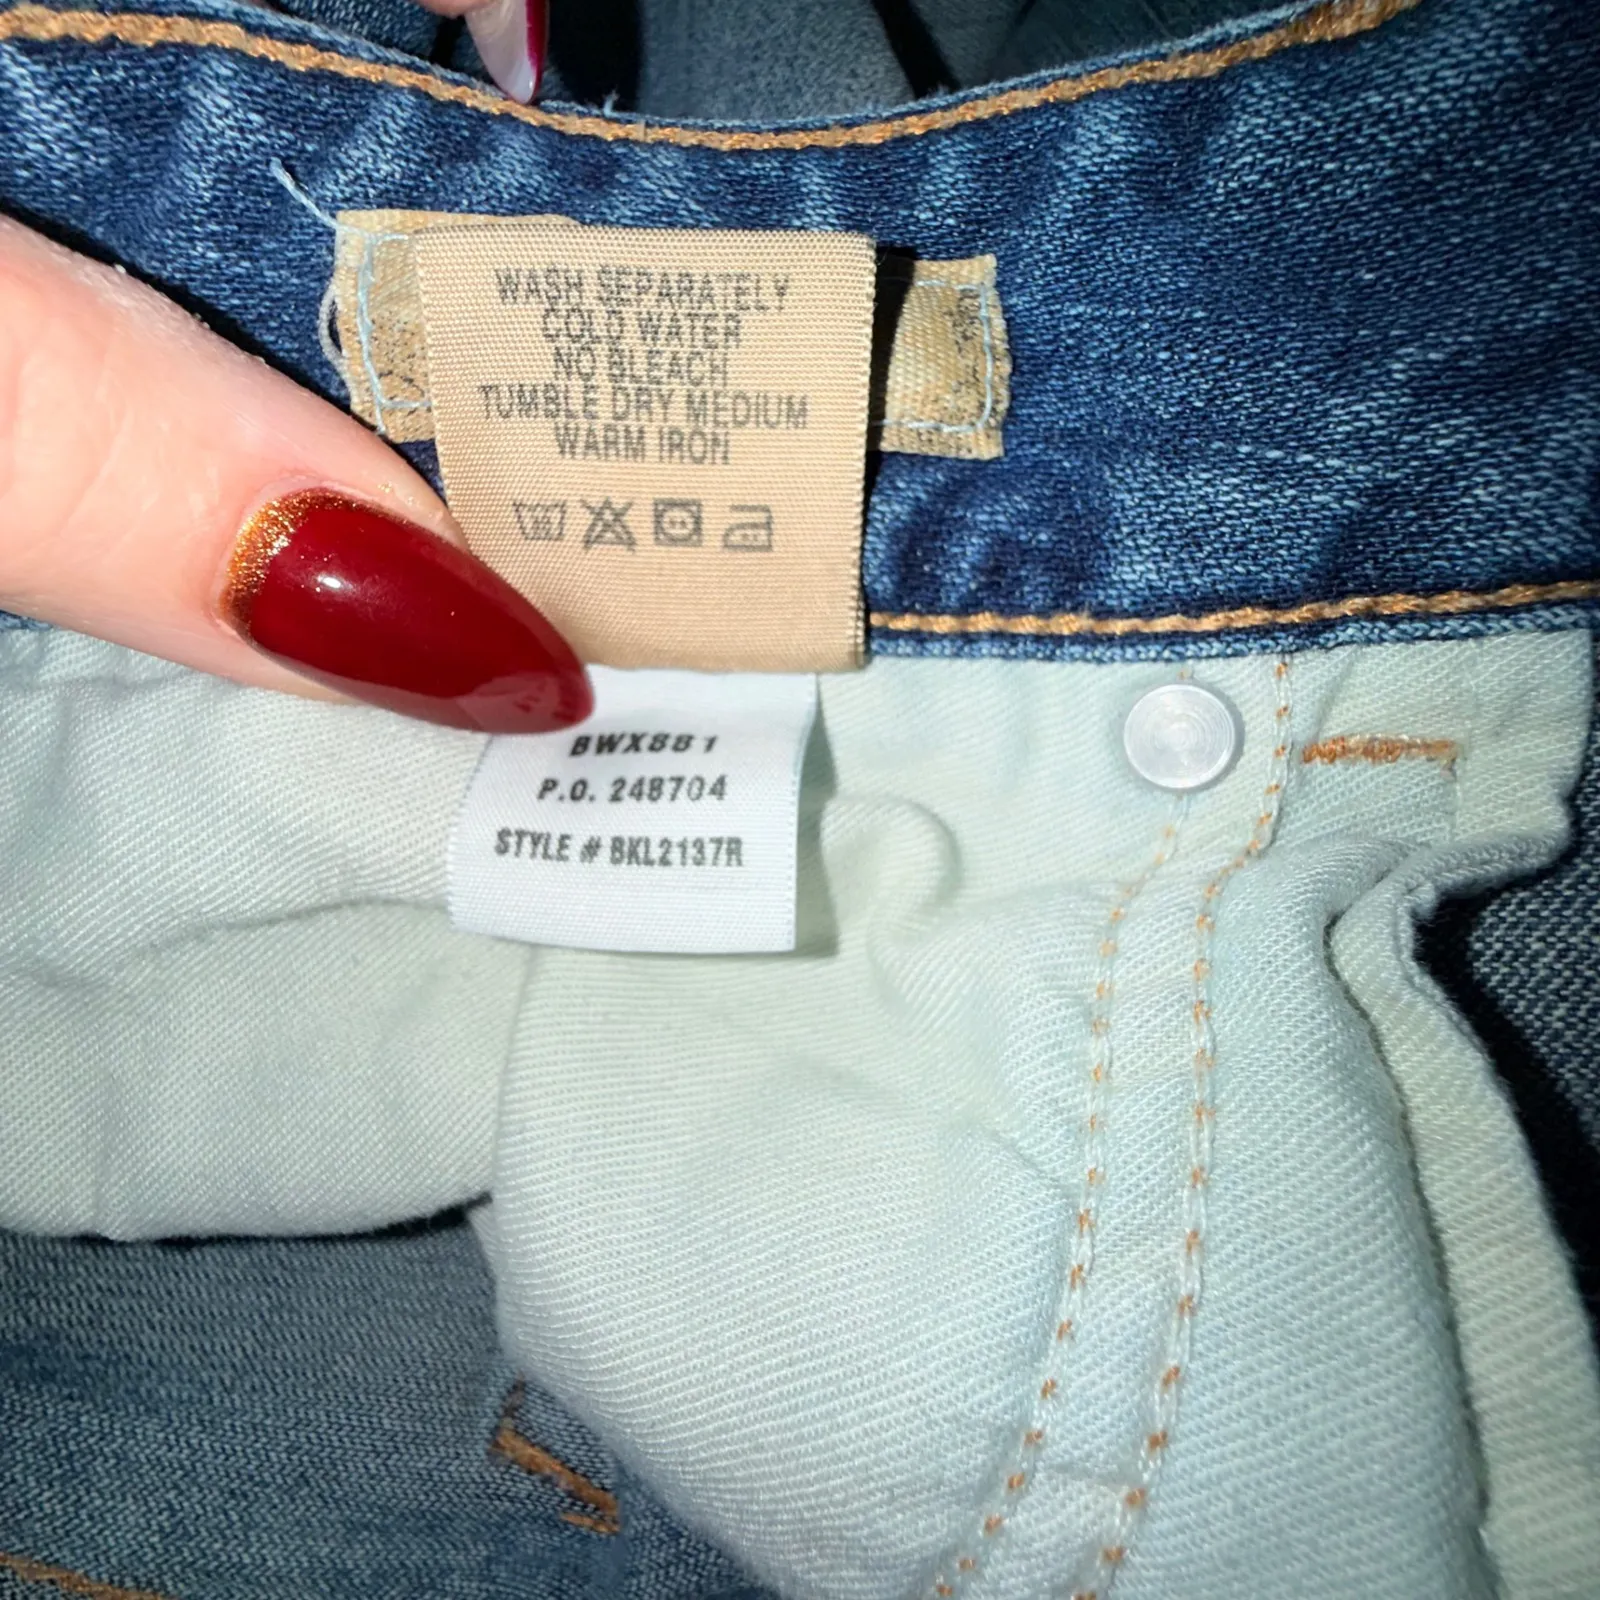 WASH SEPARATELY
COLD WATER
NO BLEACH
TUMBLE DRY MEDIUM
WARM IRON
BWX881
P.O. 248704
STYLE # BKL2137R